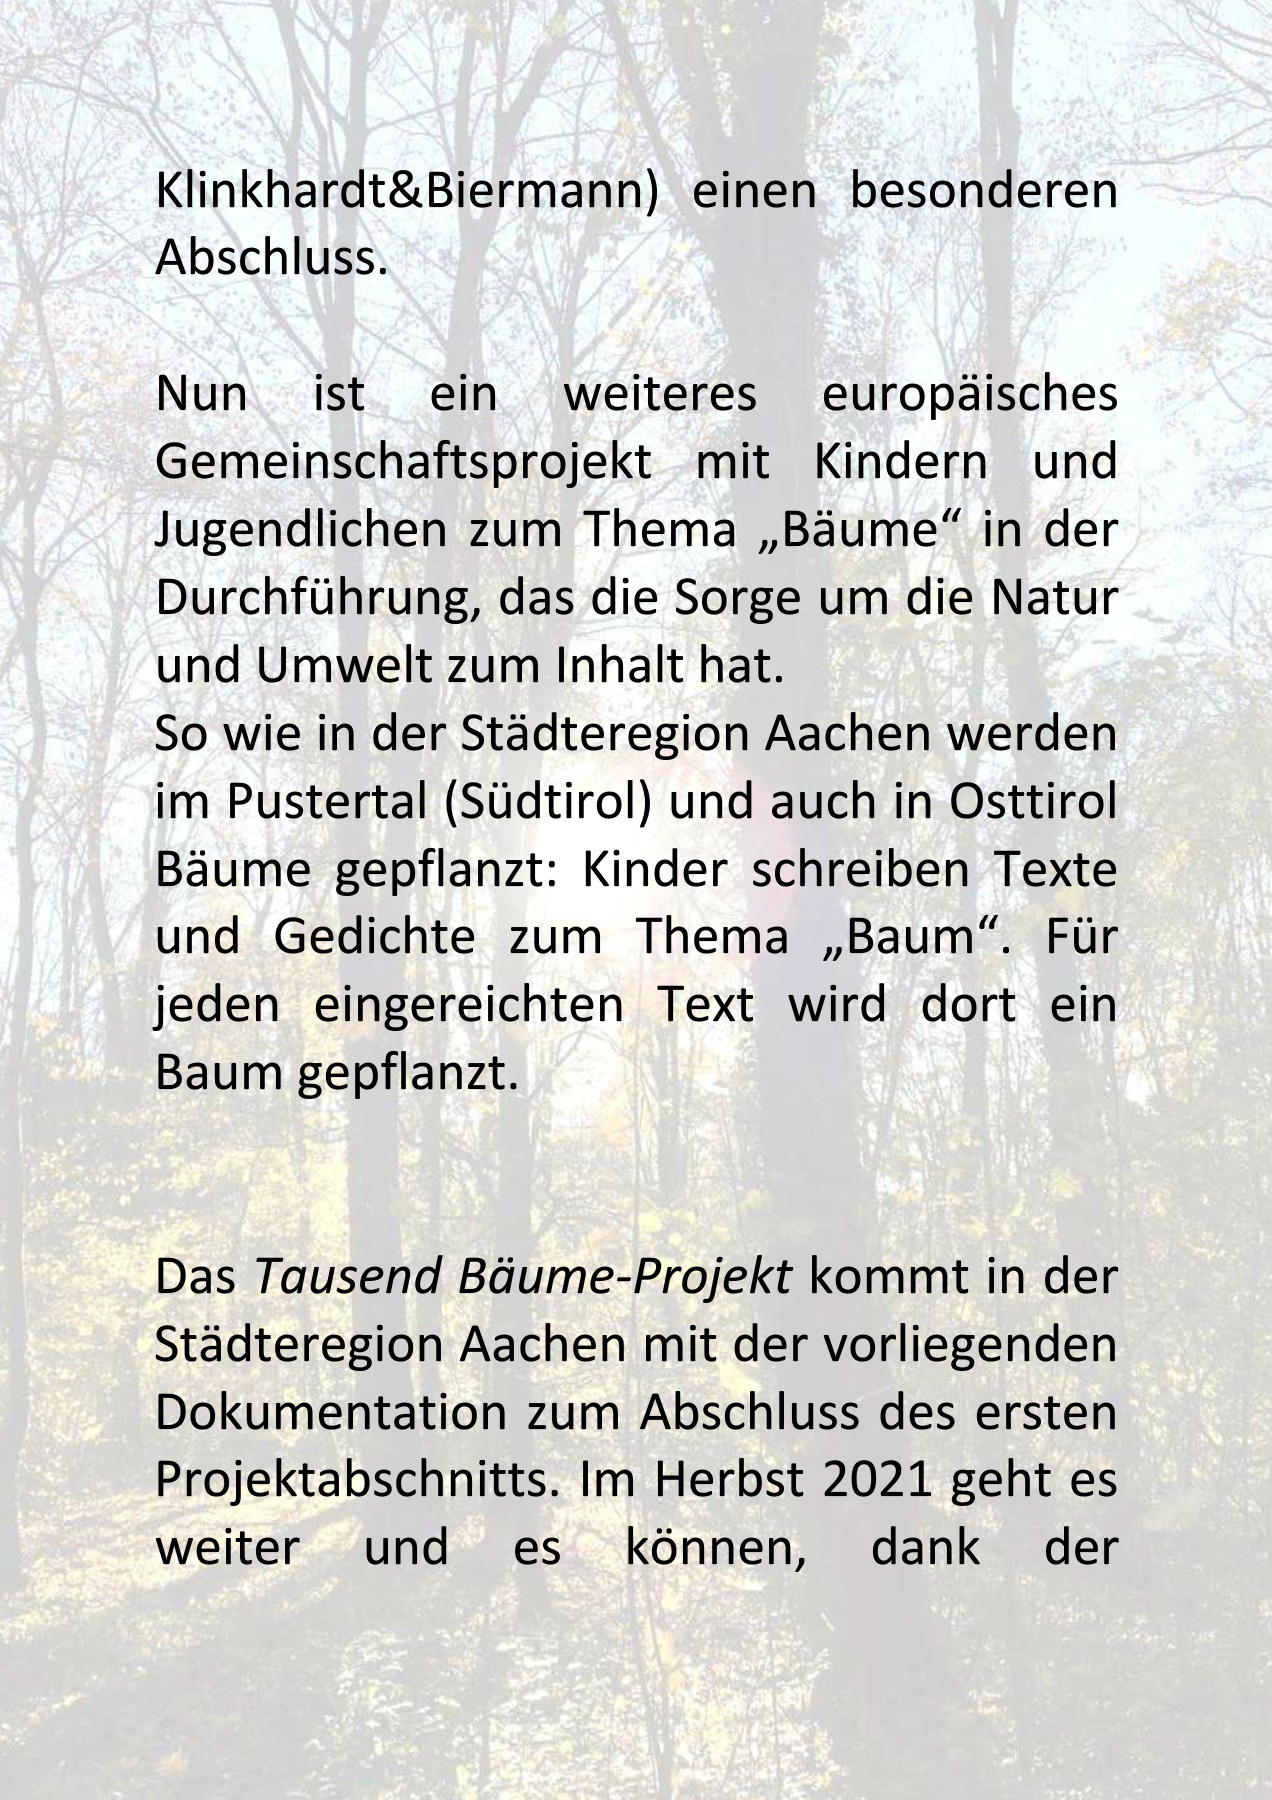 Klinkhardt&Biermann) einen besonderen
Abschluss.
Nun ist ein weiteres europäisches
Gemeinschaftsprojekt mit Kindern und
Jugendlichen zum Thema „Bäume“ in der
Durchführung, das die Sorge um die Natur
und Umwelt zum Inhalt hat.
So wie in der Städteregion Aachen werden
im Pustertal (Südtirol) und auch in Osttirol
Bäume gepflanzt: Kinder schreiben Texte
und Gedichte zum Thema „Baum“. Für
jeden eingereichten Text wird dort ein
Baum gepflanzt.
Das Tausend Bäume-Projekt kommt in der
Städteregion Aachen mit der vorliegenden
Dokumentation zum Abschluss des ersten
Projektabschnitts. Im Herbst 2021 geht es
weiter und es können, dank der